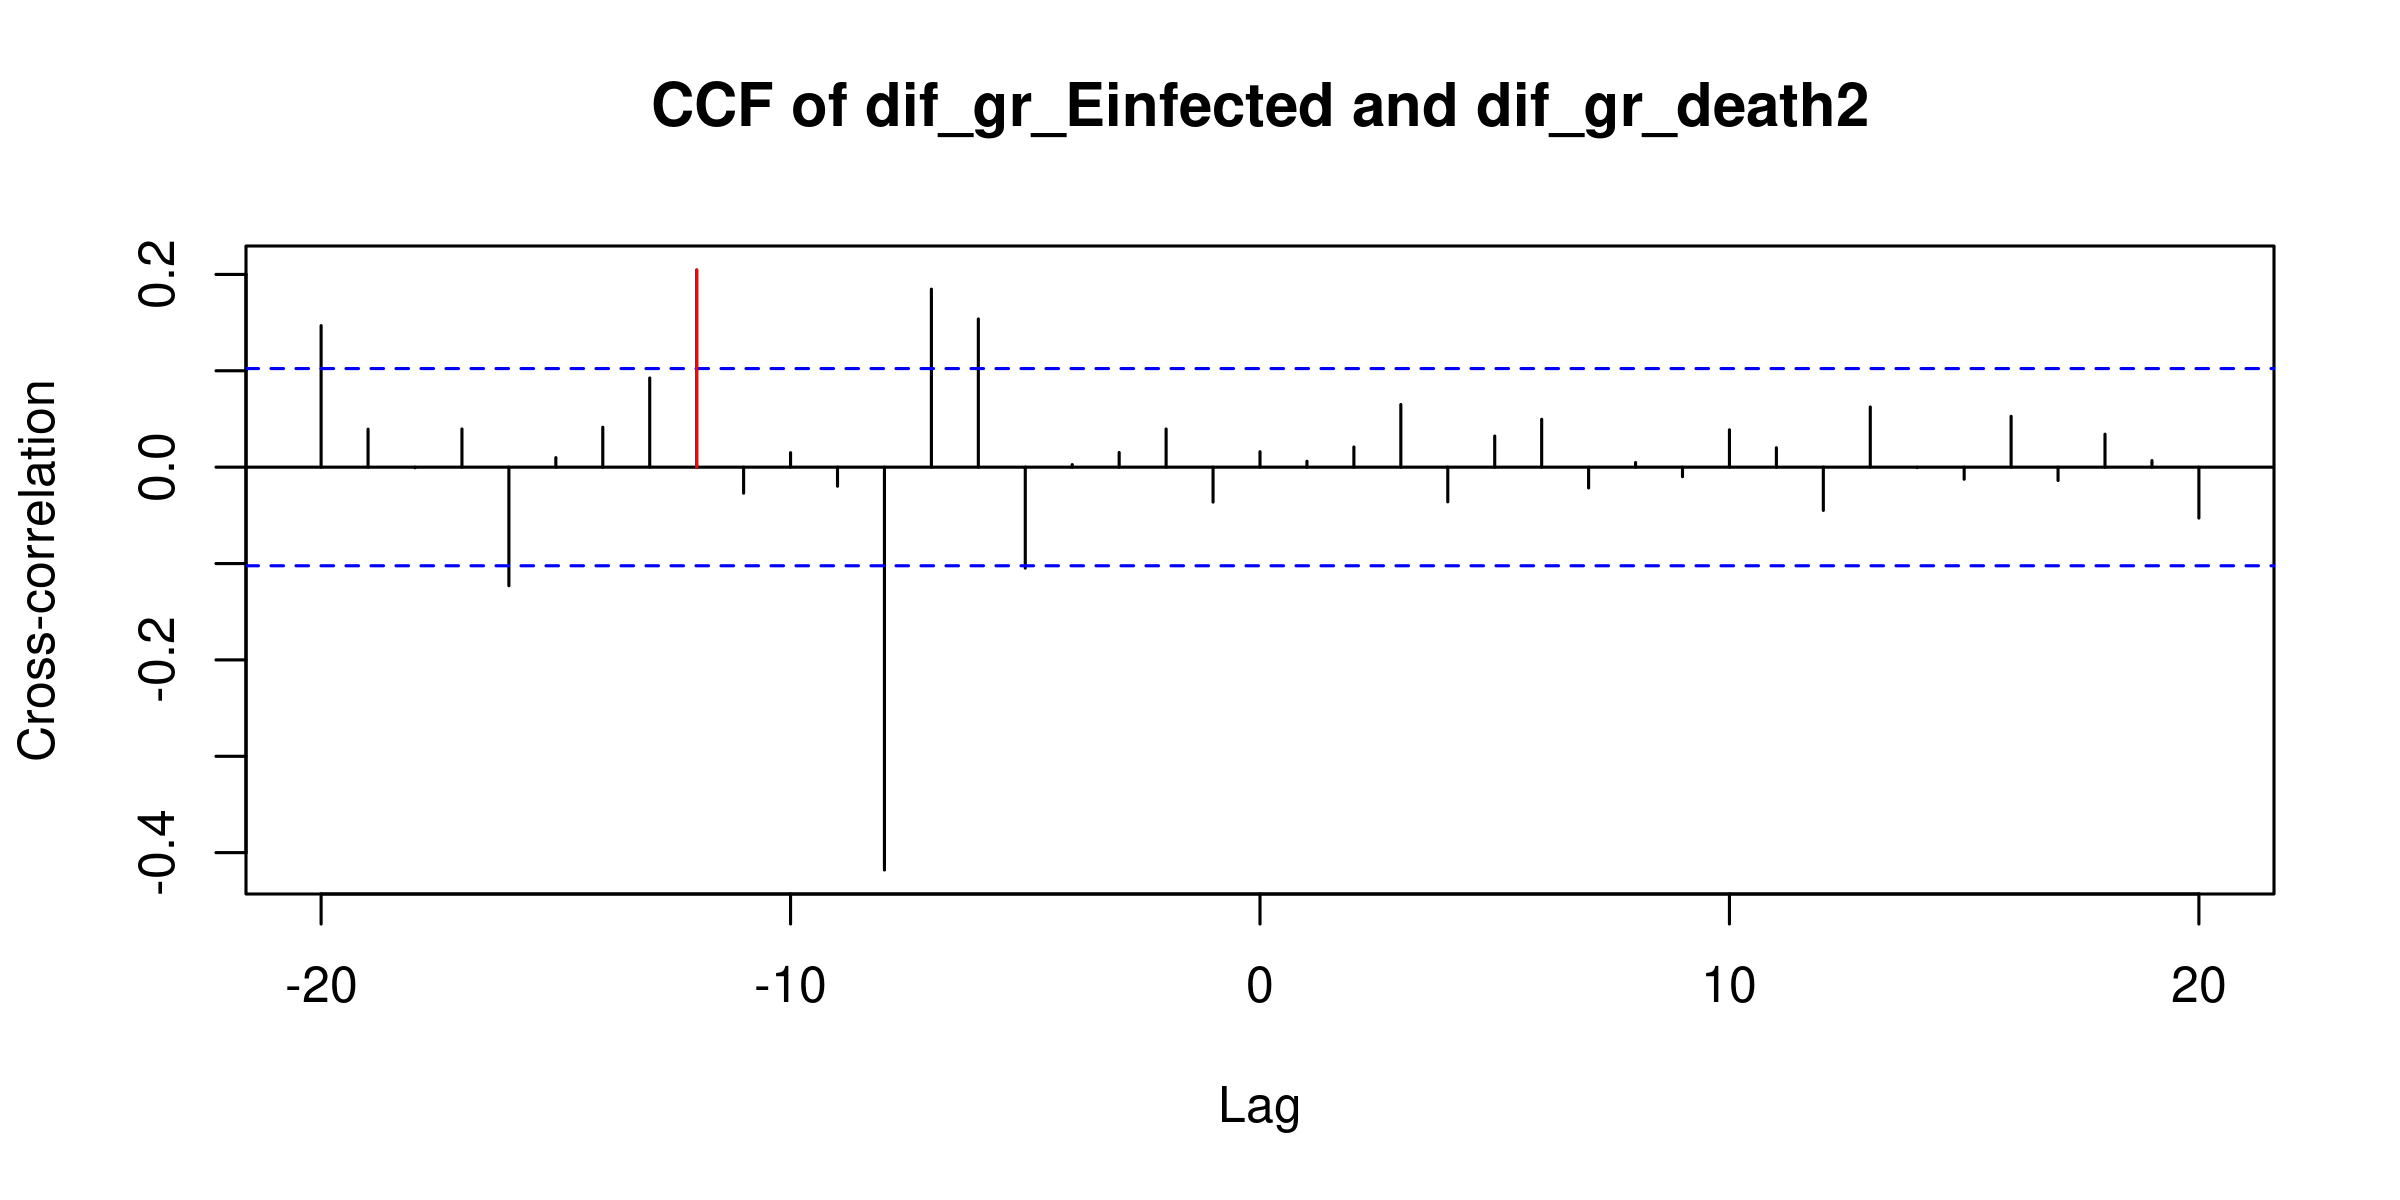 CCF of dif_gr_Einfected and dif_gr_death2
Cross-correlation
0.2
0.0
-0.2
-0.4
-20 -10 0 10 20
Lag